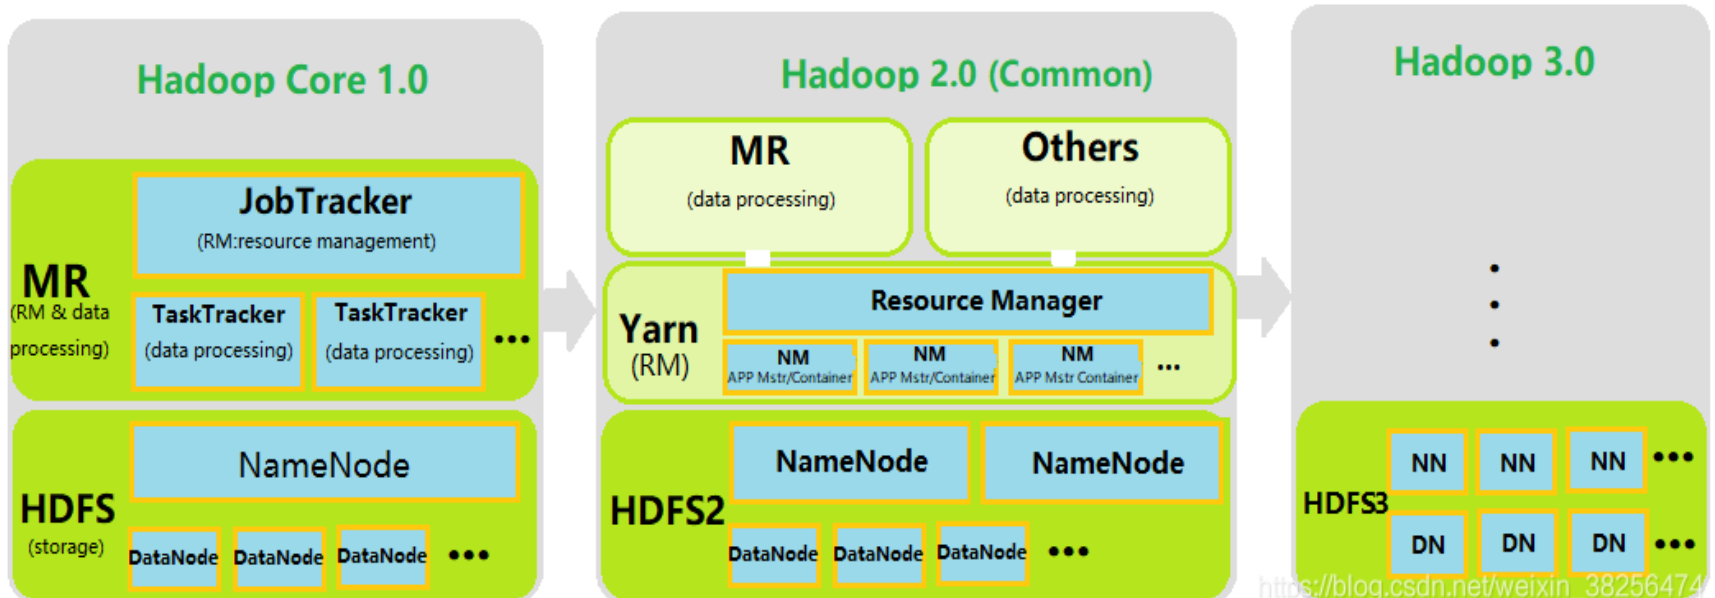 Hadoop Core 1.0
JobTracker
(RM:resource management)
MR
(RM & data
processing)
TaskTracker
(data processing)
TaskTracker
(data processing)
•••
NameNode
HDFS
(storage)
DataNode
DataNode
DataNode
•••
Hadoop 2.0 (Common)
MR
(data processing)
Others
(data processing)
Yarn
(RM)
Resource Manager
NM
APP Mstr/Container
NM
APP Mstr/Container
NM
APP Mstr Container
...
HDFS2
NameNode
NameNode
DataNode
DataNode
DataNode
•••
Hadoop 3.0
•
•
•
HDFS3
NN
NN
NN
•••
DN
DN
DN
•••
https://blog.csdn.net/weixin_38256474